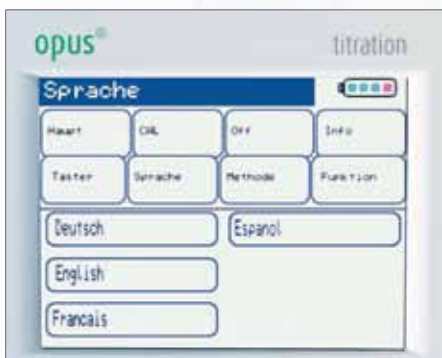 opus® titration
Sprache
Haupt CAL Off Info
Taster Sprache Methode Funktion
Deutsch Espanol
English
Francais